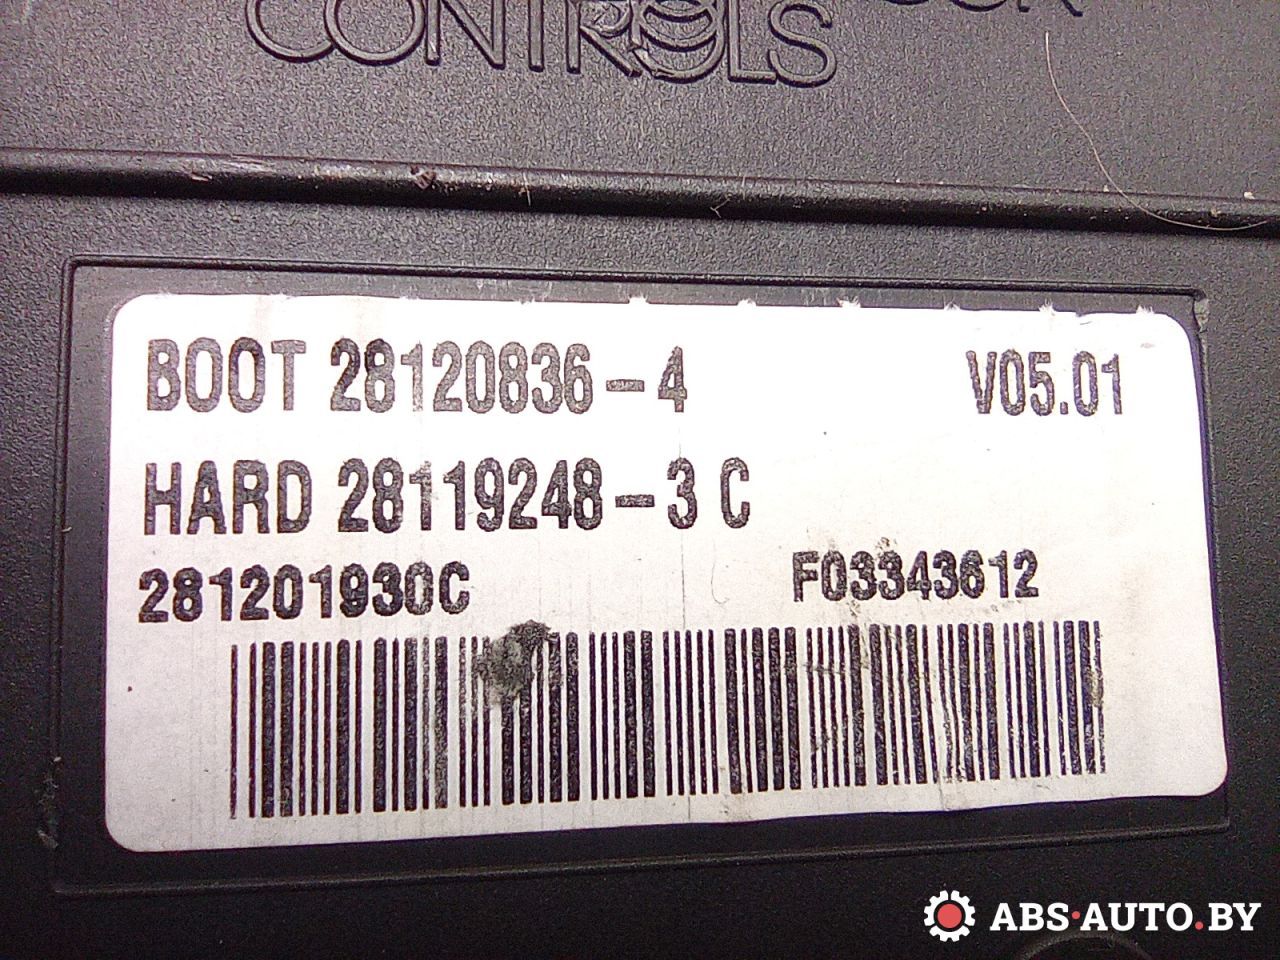 CONTROLS
BOOT 28120836-4 V05.01
HARD 28119248-3 C
281201930C F03343612
ABS·AUTO.BY